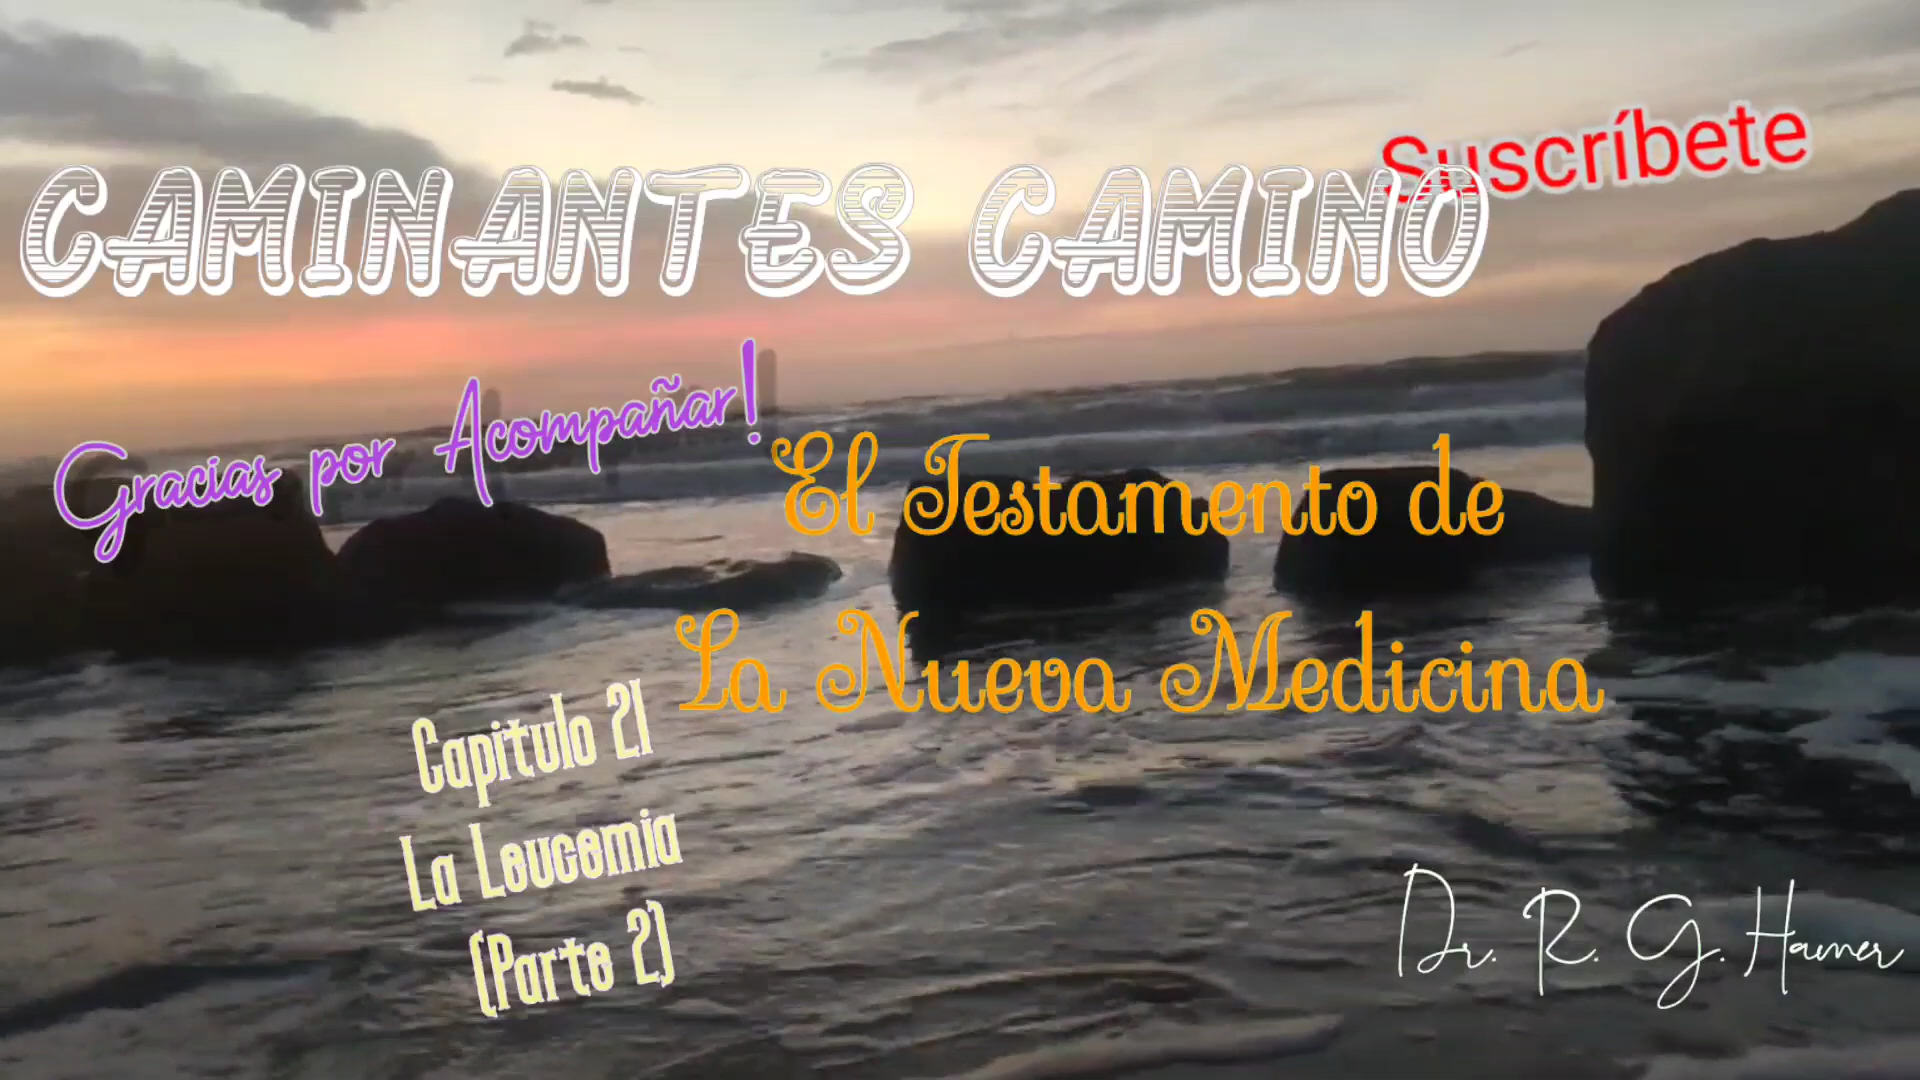 Suscríbete
CAMINANTES CAMINO
Gracias por Acompañar!
El Testamento de
La Nueva Medicina
Capitulo 21
La Leucemia
(Parte 2)
Dr. R. G. Hamer